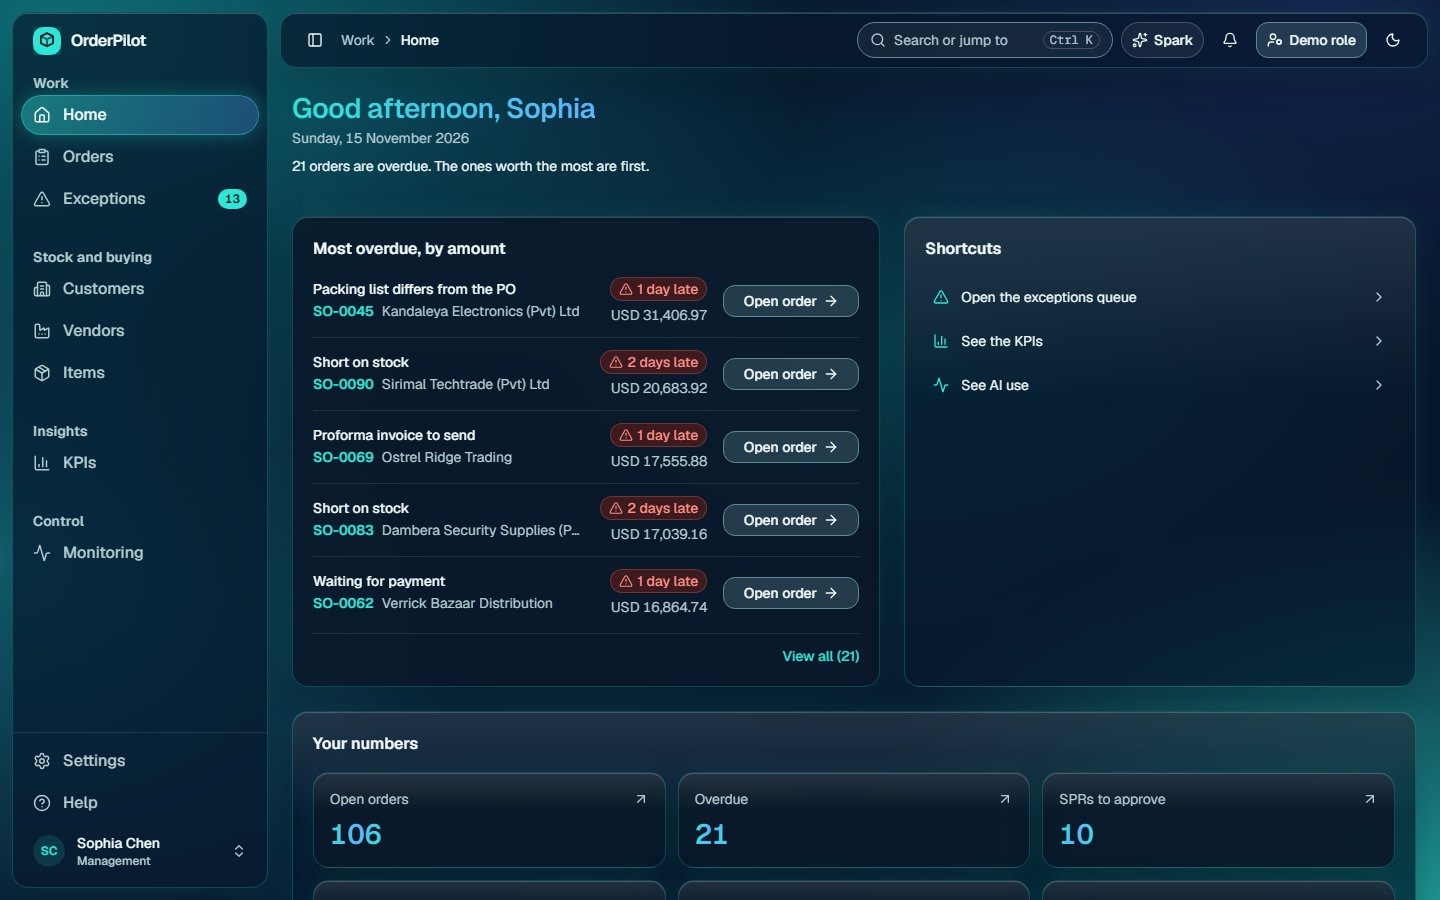 OrderPilot
Work
Home
Orders
Exceptions 13
Stock and buying
Customers
Vendors
Items
Insights
KPIs
Control
Monitoring
Settings
Help
SC
Sophia Chen
Management
Work > Home
Search or jump to Ctrl K
Spark
Demo role
Good afternoon, Sophia
Sunday, 15 November 2026
21 orders are overdue. The ones worth the most are first.
Most overdue, by amount
Packing list differs from the PO 1 day late
SO-0045 Kandaleya Electronics (Pvt) Ltd USD 31,406.97
Open order →
Short on stock 2 days late
SO-0090 Sirimal Techtrade (Pvt) Ltd USD 20,683.92
Open order →
Proforma invoice to send 1 day late
SO-0069 Ostrel Ridge Trading USD 17,555.88
Open order →
Short on stock 2 days late
SO-0083 Dambera Security Supplies (P... USD 17,039.16
Open order →
Waiting for payment 1 day late
SO-0062 Verrick Bazaar Distribution USD 16,864.74
Open order →
View all (21)
Shortcuts
Open the exceptions queue
See the KPIs
See AI use
Your numbers
Open orders
106
Overdue
21
SPRs to approve
10